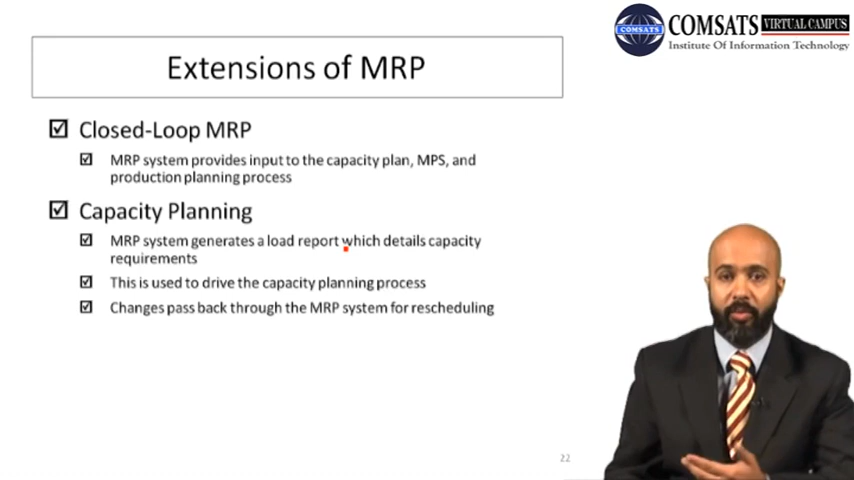 COMSATS VIRTUAL CAMPUS
COMSATS
Institute Of Information Technology
Extensions of MRP
Closed-Loop MRP
MRP system provides input to the capacity plan, MPS, and
production planning process
Capacity Planning
MRP system generates a load report which details capacity
requirements
This is used to drive the capacity planning process
Changes pass back through the MRP system for rescheduling
22